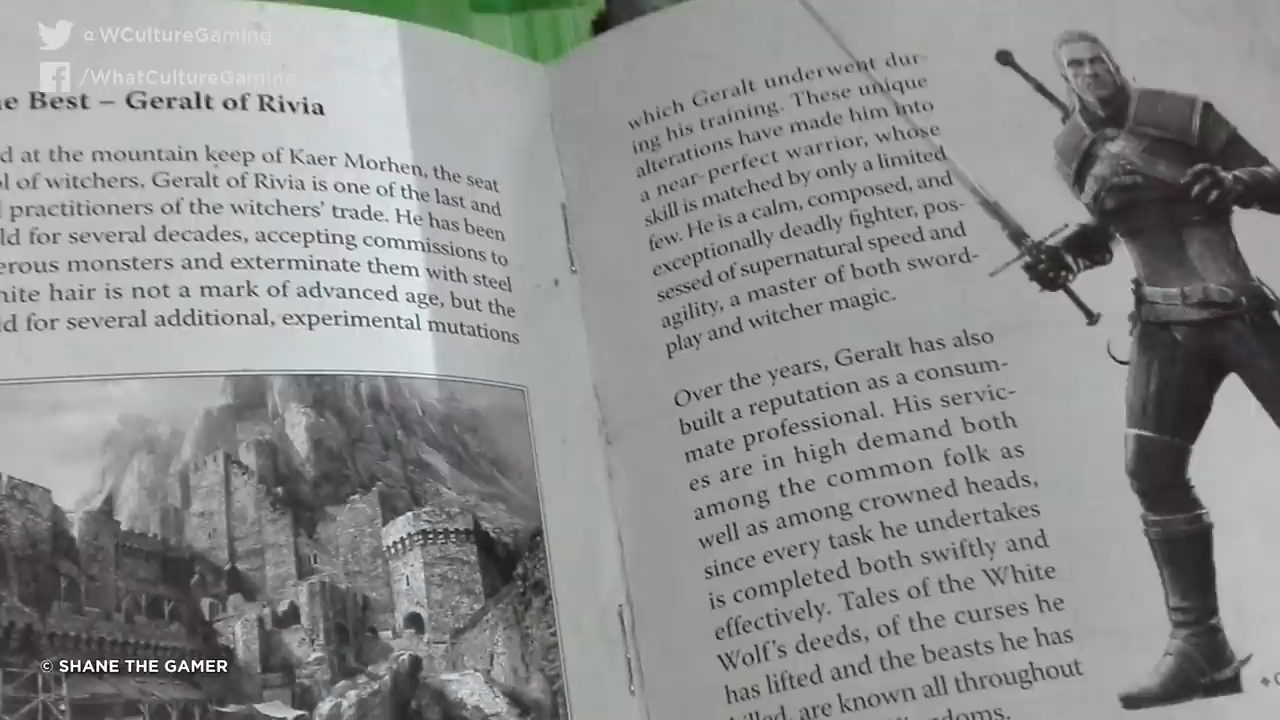 @WCultureGaming
/WhatCultureGaming
Best – Geralt of Rivia
at the mountain keep of Kaer Morhen, the seat
of witchers, Geralt of Rivia is one of the last and
practitioners of the witchers' trade. He has been
for several decades, accepting commissions to
monsters and exterminate them with steel
hair is not a mark of advanced age, but the
for several additional, experimental mutations
which Geralt underwent dur-
ing his training. These unique
alterations have made him into
a near- perfect warrior, whose
skill is matched by only a limited
few. He is a calm, composed, and
exceptionally deadly fighter, pos-
sessed of supernatural speed and
agility, a master of both sword-
play and witcher magic.
Over the years, Geralt has also
built a reputation as a consum-
mate professional. His servic-
es are in high demand both
among the common folk as
well as among crowned heads,
since every task he undertakes
is completed both swiftly and
effectively. Tales of the White
Wolf's deeds, of the curses he
has lifted and the beasts he has
are known all throughout
© SHANE THE GAMER